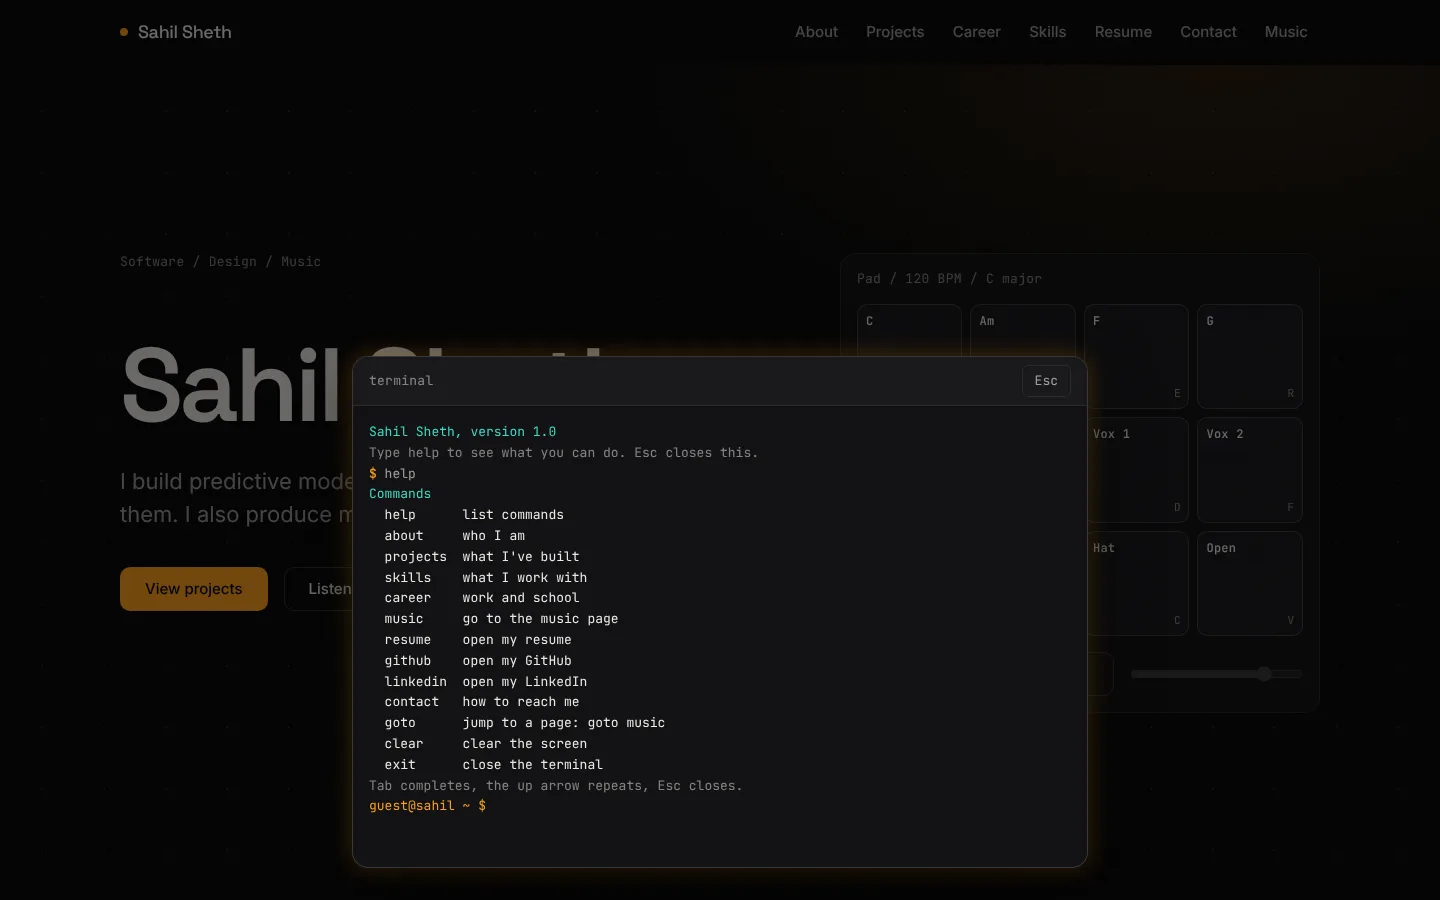 Sahil Sheth
About Projects Career Skills Resume Contact Music
Software / Design / Music
Sahil
I build predictive
them. I also produce
View projects
Listen
Pad / 120 BPM / C major
C
Am
F
E
G
R
Vox 1
D
Vox 2
F
Hat
C
Open
V
terminal
Esc
Sahil Sheth, version 1.0
Type help to see what you can do. Esc closes this.
$ help
Commands
help list commands
about who I am
projects what I've built
skills what I work with
career work and school
music go to the music page
resume open my resume
github open my GitHub
linkedin open my LinkedIn
contact how to reach me
goto jump to a page: goto music
clear clear the screen
exit close the terminal
Tab completes, the up arrow repeats, Esc closes.
guest@sahil ~ $